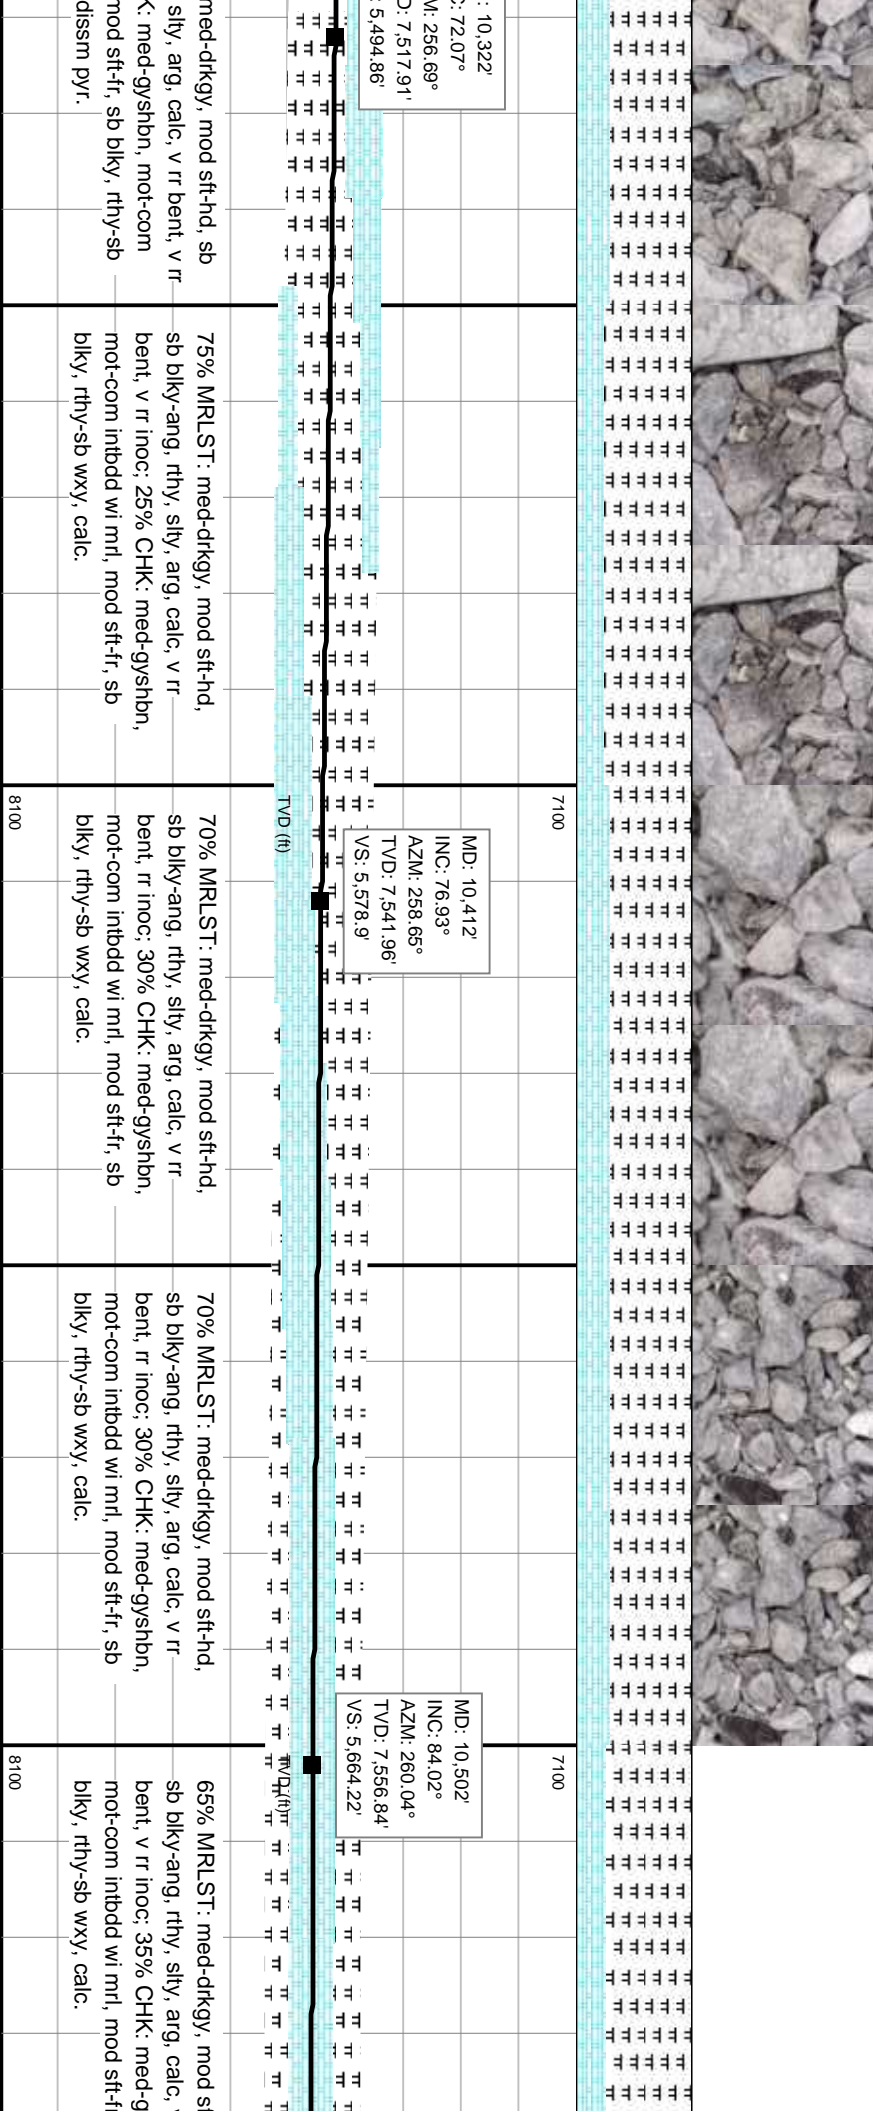 : 10,322'
C: 72.07°
M: 256.69°
D: 7,517.91'
: 5,494.86'
med-drkgy, mod sft-hd, sb
slty, arg, calc, v rr bent, v rr
K: med-gyshbn, mot-com
mod sft-fr, sb blky, rthy-sb
dissm pyr.
75% MRLST: med-drkgy, mod sft-hd,
sb blky-ang, rthy, slty, arg, calc, v rr
bent, v rr inoc; 25% CHK: med-gyshbn,
mot-com intbdd wi mrl, mod sft-fr, sb
blky, rthy-sb wxy, calc.
7100
TVD (ft)
8100
MD: 10,412'
INC: 76.93°
AZM: 258.65°
TVD: 7,541.96'
VS: 5,578.9'
70% MRLST: med-drkgy, mod sft-hd,
sb blky-ang, rthy, slty, arg, calc, v rr
bent, rr inoc; 30% CHK: med-gyshbn,
mot-com intbdd wi mrl, mod sft-fr, sb
blky, rthy-sb wxy, calc.
70% MRLST: med-drkgy, mod sft-hd,
sb blky-ang, rthy, slty, arg, calc, v rr
bent, rr inoc; 30% CHK: med-gyshbn,
mot-com intbdd wi mrl, mod sft-fr, sb
blky, rthy-sb wxy, calc.
MD: 10,502'
INC: 84.02°
AZM: 260.04°
TVD: 7,556.84'
VS: 5,664.22'
7100
TVD (ft)
8100
65% MRLST: med-drkgy, mod sf
sb blky-ang, rthy, slty, arg, calc,
bent, v rr inoc; 35% CHK: med-g
mot-com intbdd wi mrl, mod sft-f
blky, rthy-sb wxy, calc.